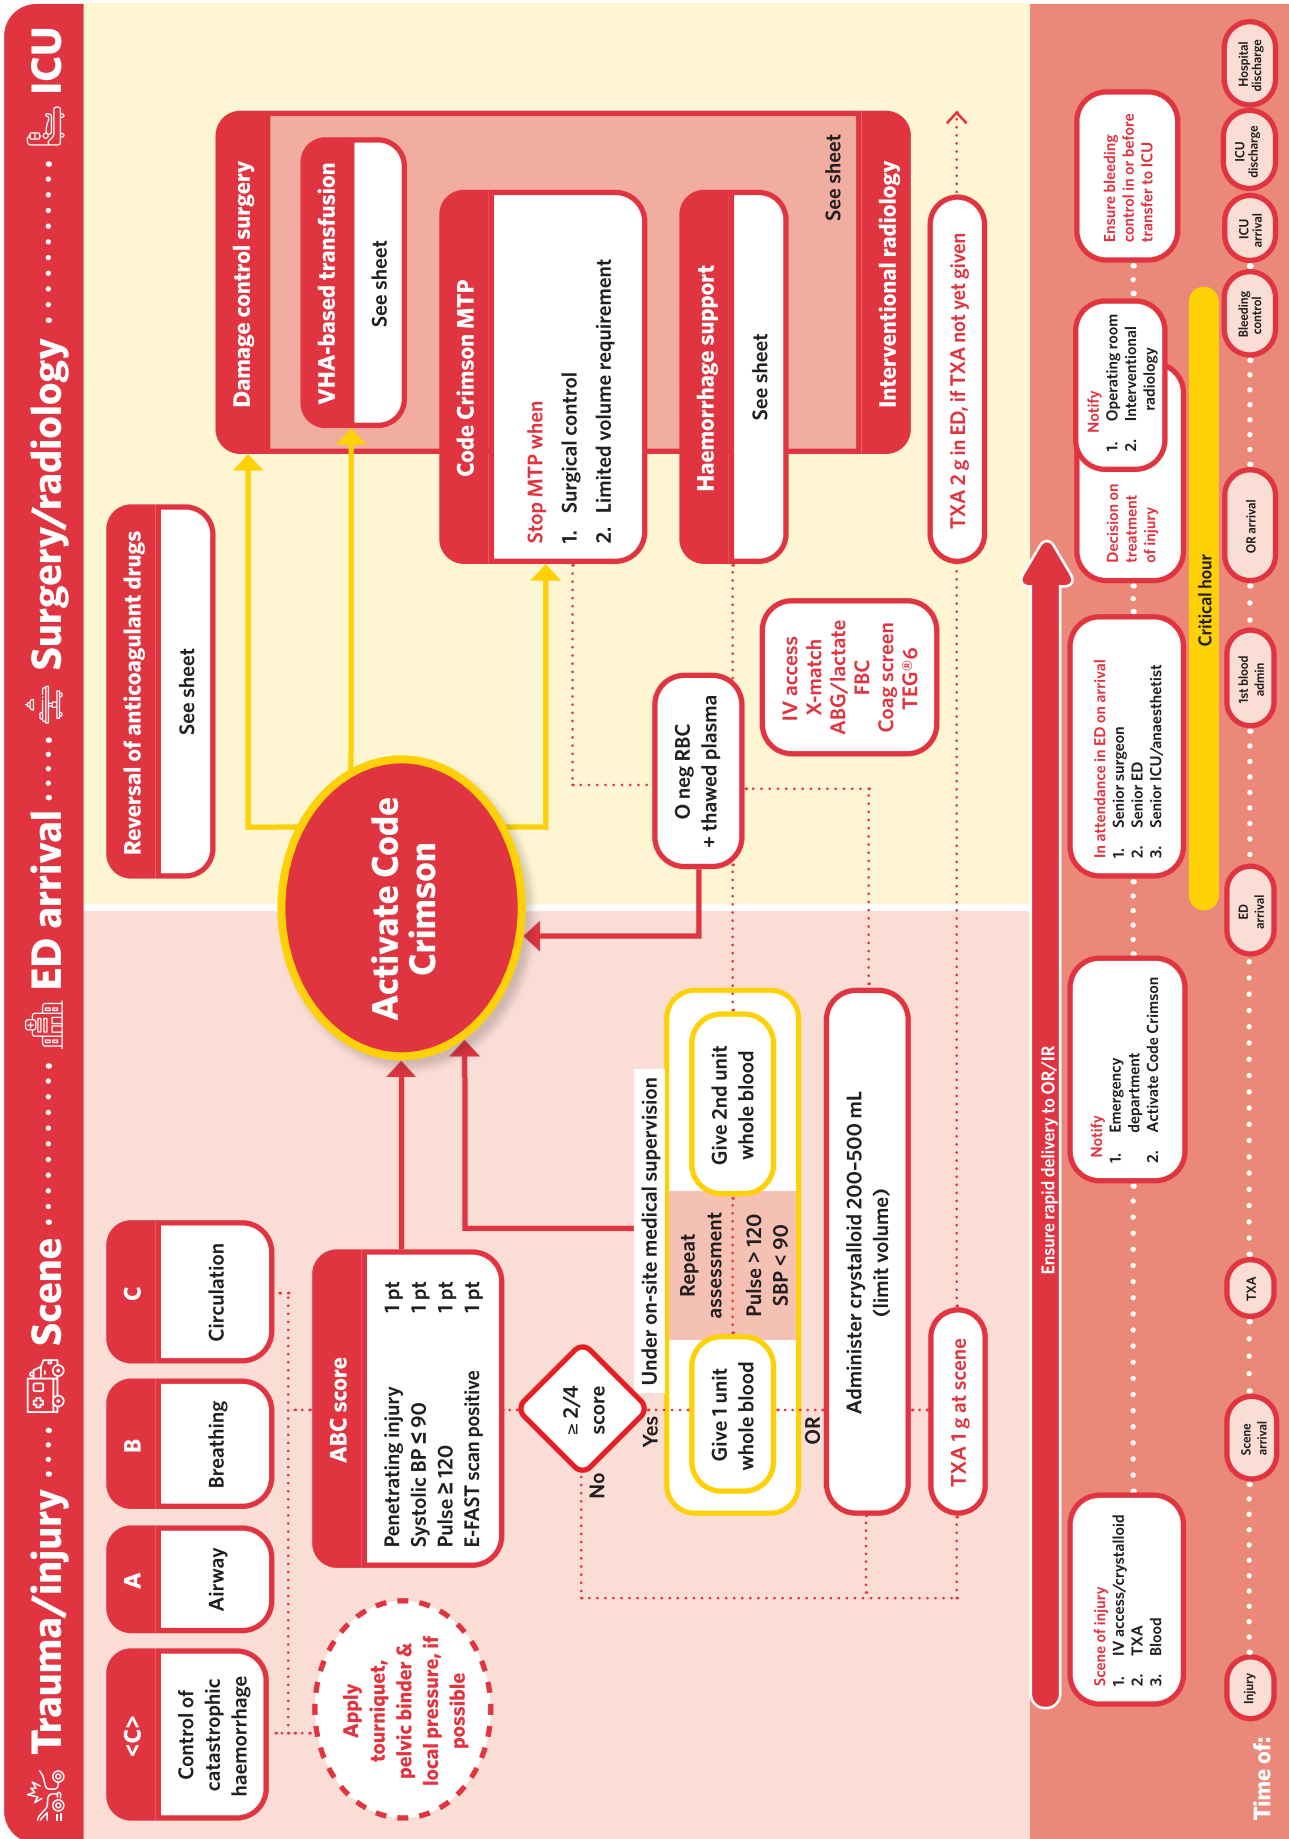 Trauma/injury
Scene
ED arrival
Surgery/radiology
ICU
<C>
Control of
catastrophic
haemorrhage
A
Airway
B
Breathing
C
Circulation
Apply
tourniquet,
pelvic binder &
local pressure, if
possible
ABC score
Penetrating injury 1 pt
Systolic BP ≤ 90 1 pt
Pulse ≥ 120 1 pt
E-FAST scan positive 1 pt
≥ 2/4
score
No
Yes
Under on-site medical supervision
Give 1 unit
whole blood
Repeat
assessment
Pulse > 120
SBP < 90
Give 2nd unit
whole blood
OR
Administer crystalloid 200–500 mL
(limit volume)
TXA 1 g at scene
Activate Code
Crimson
Reversal of anticoagulant drugs
See sheet
Damage control surgery
VHA-based transfusion
See sheet
Code Crimson MTP
Stop MTP when
1. Surgical control
2. Limited volume requirement
Haemorrhage support
See sheet
See sheet
Interventional radiology
O neg RBC
+ thawed plasma
IV access
X-match
ABG/lactate
FBC
Coag screen
TEG®6
TXA 2 g in ED, if TXA not yet given
Ensure rapid delivery to OR/IR
Scene of injury
1. IV access/crystalloid
2. TXA
3. Blood
Notify
1. Emergency
department
2. Activate Code Crimson
In attendance in ED on arrival
1. Senior surgeon
2. Senior ED
3. Senior ICU/anaesthetist
Decision on
treatment
of injury
Notify
1. Operating room
2. Interventional
radiology
Ensure bleeding
control in or before
transfer to ICU
Critical hour
Time of:
Injury
Scene
arrival
TXA
ED
arrival
1st blood
admin
OR arrival
Bleeding
control
ICU
arrival
ICU
discharge
Hospital
discharge